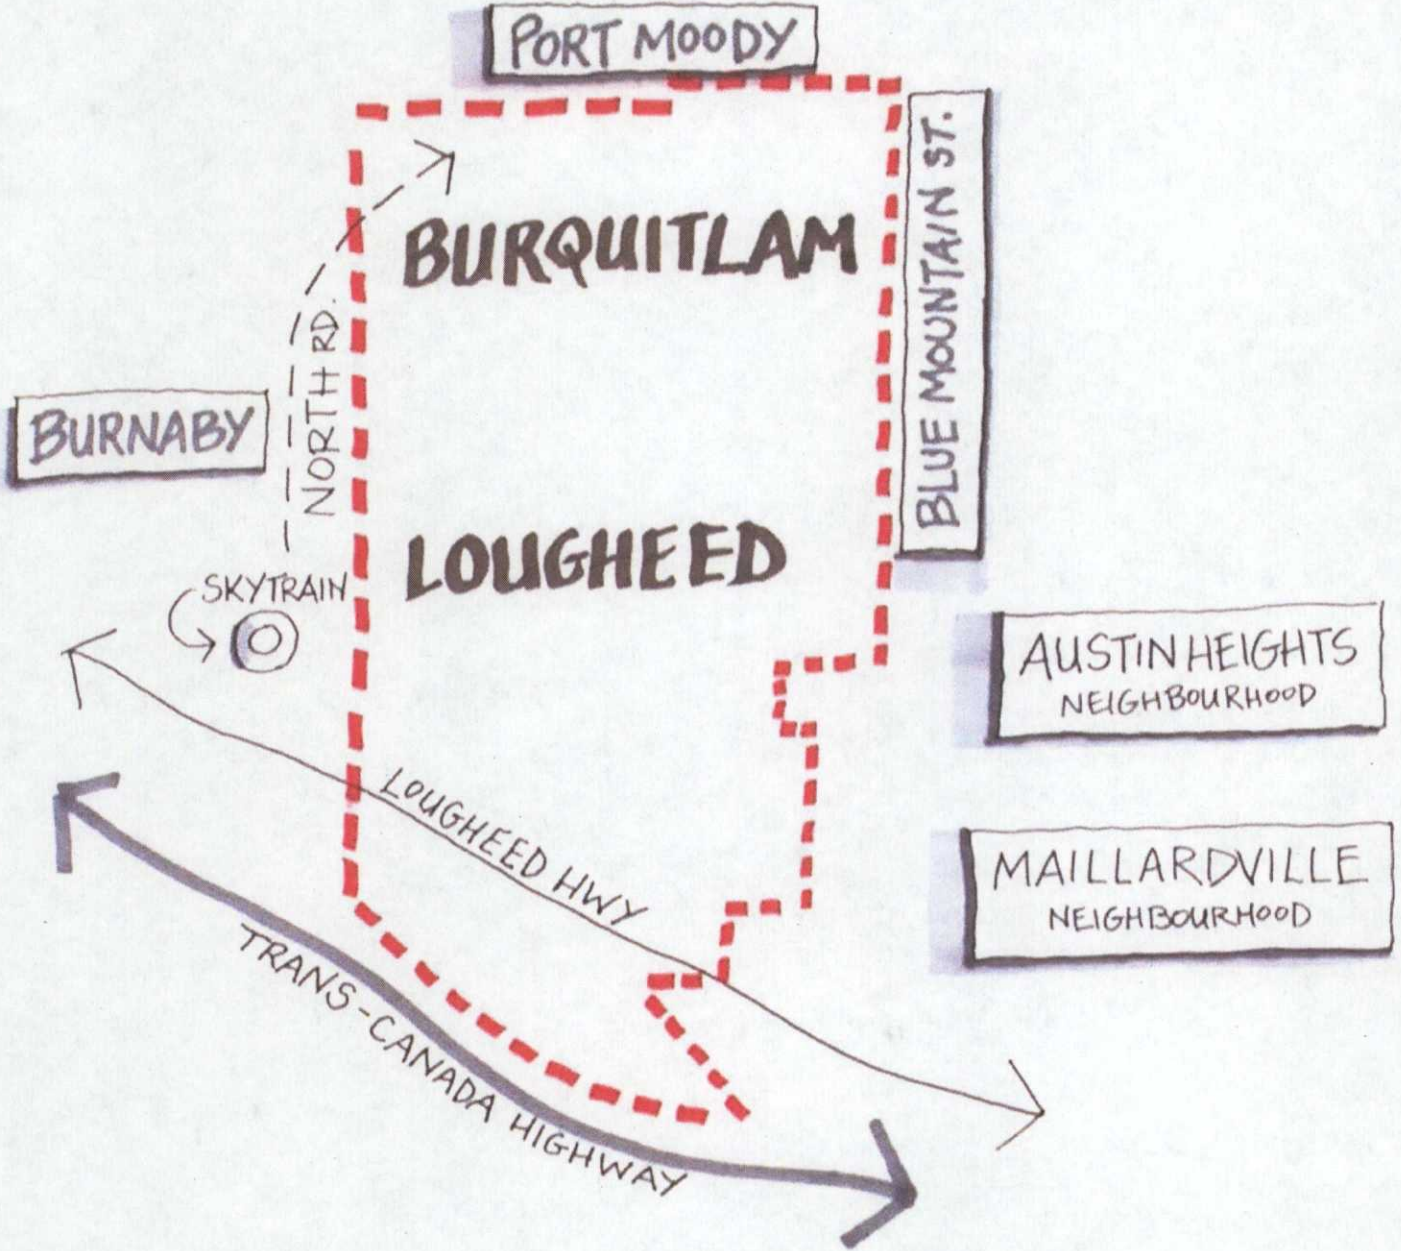 PORT MOODY
BLUE MOUNTAIN ST.
BURQUITLAM
NORTH RD.
BURNABY
LOUGHEED
SKYTRAIN
AUSTIN HEIGHTS
NEIGHBOURHOOD
LOUGHEED HWY
MAILLARDVILLE
NEIGHBOURHOOD
TRANS-CANADA HIGHWAY